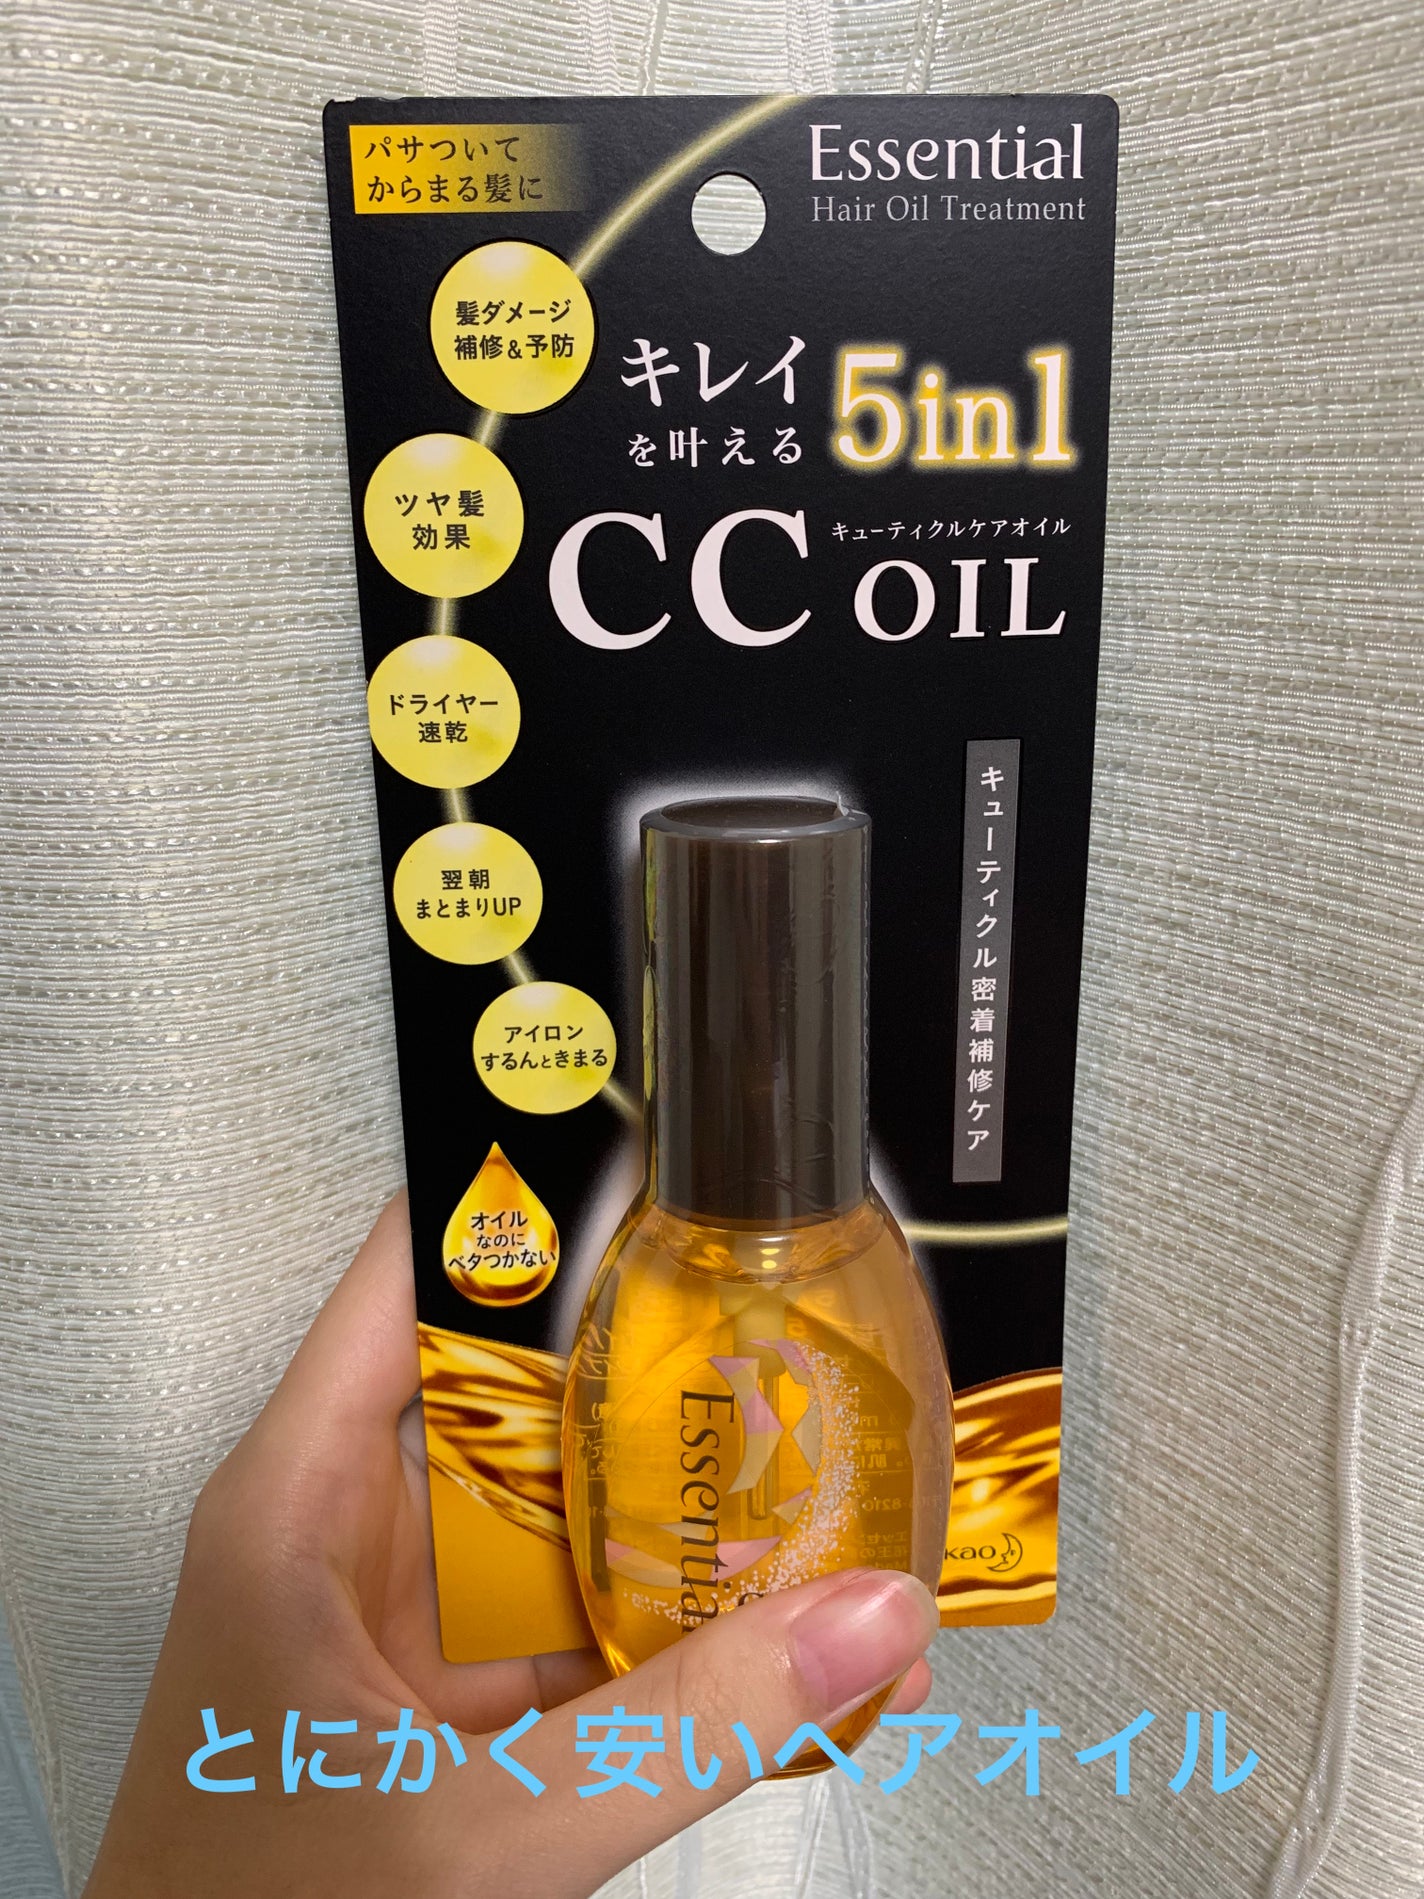 パサついて
からまる髪に
Essential
Hair Oil Treatment
髪ダメージ
補修&予防
キレイ
を叶える
5in1
ツヤ髪
効果
CC OIL
キューティクルケアオイル
ドライヤー
速乾
キューティクル密着補修ケア
翌朝
まとまりUP
アイロン
するんときまる
オイル
なのに
ベタつかない
Essential
kao
とにかく安いヘアオイル